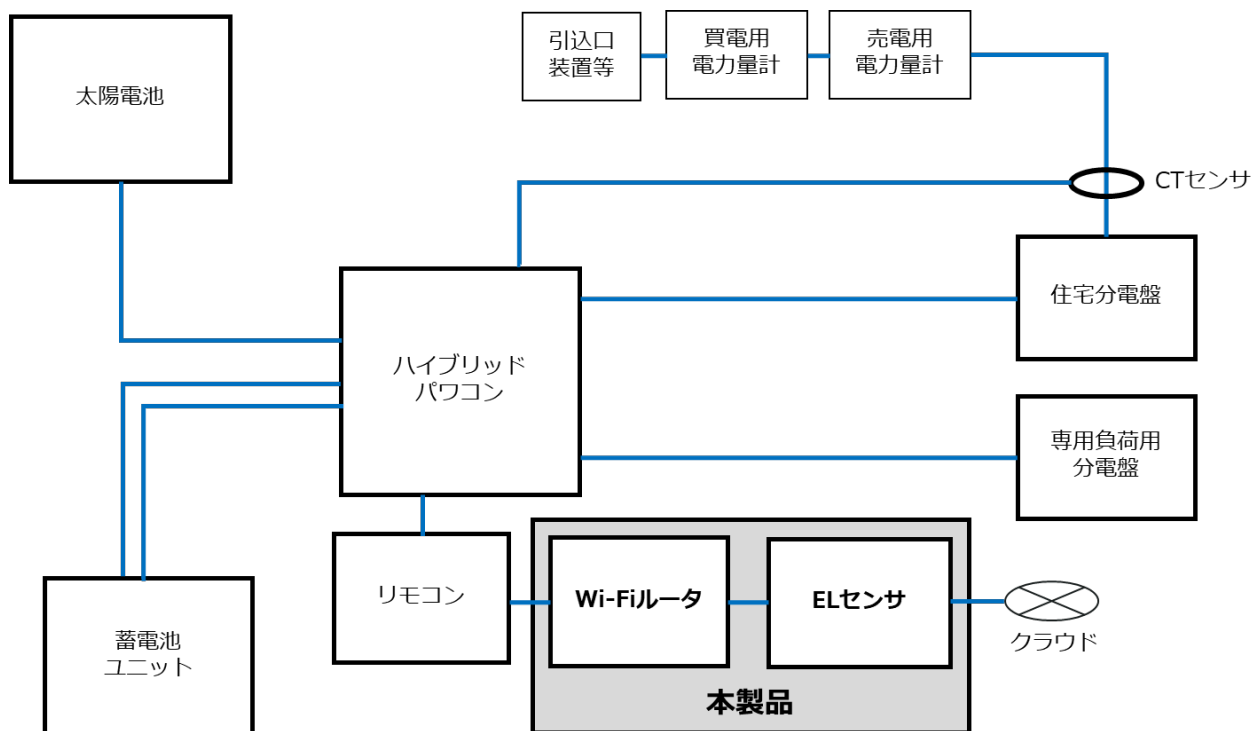 引込口
装置等
買電用
電力量計
売電用
電力量計
太陽電池
CTセンサ
住宅分電盤
ハイブリッド
パワコン
専用負荷用
分電盤
リモコン
Wi-Fiルータ
ELセンサ
クラウド
蓄電池
ユニット
本製品